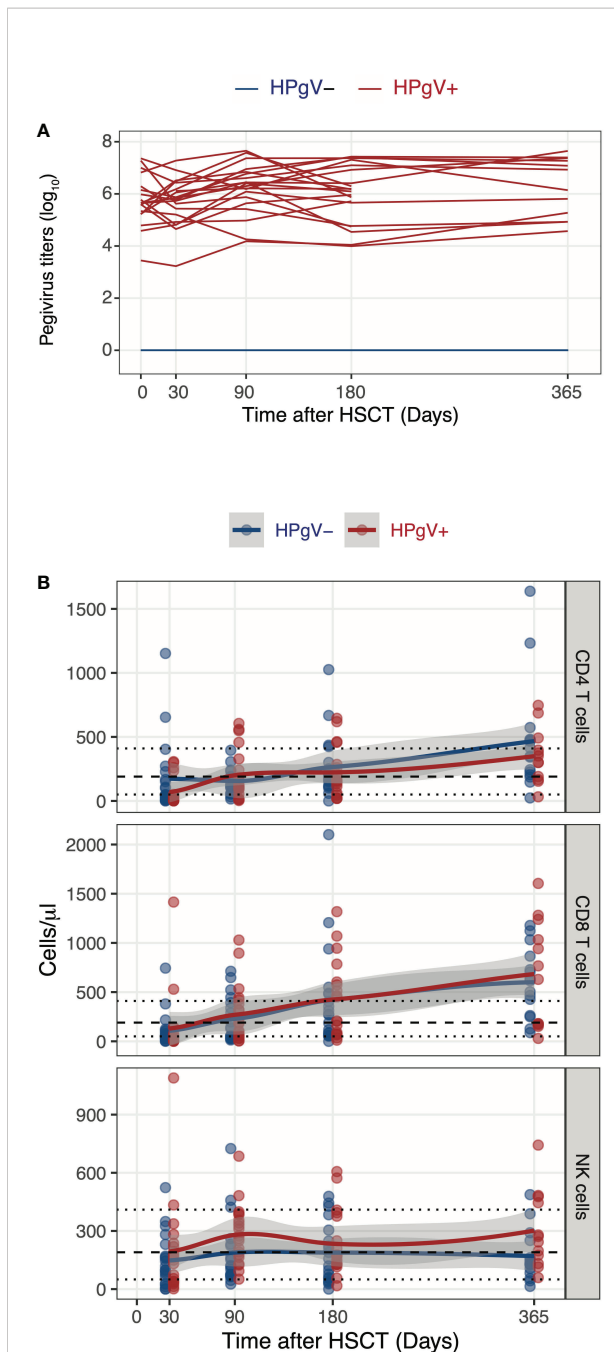 HPgV– HPgV+
A
Pegivirus titers (log10)
8
6
4
2
0
0 30 90 180 365
Time after HSCT (Days)
HPgV– HPgV+
B
Cells/µl
1500
1000
500
0
CD4 T cells
2000
1500
1000
500
0
CD8 T cells
900
600
300
0
NK cells
0 30 90 180 365
Time after HSCT (Days)